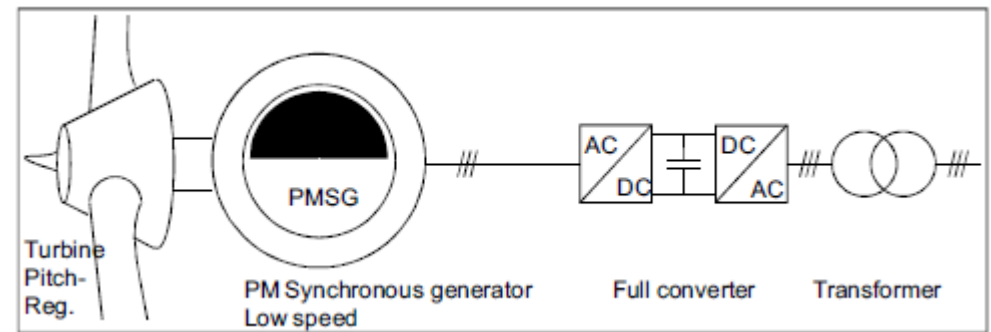 AC
DC
DC
AC
PMSG
Turbine
Pitch-
Reg.
PM Synchronous generator
Low speed
Full converter
Transformer